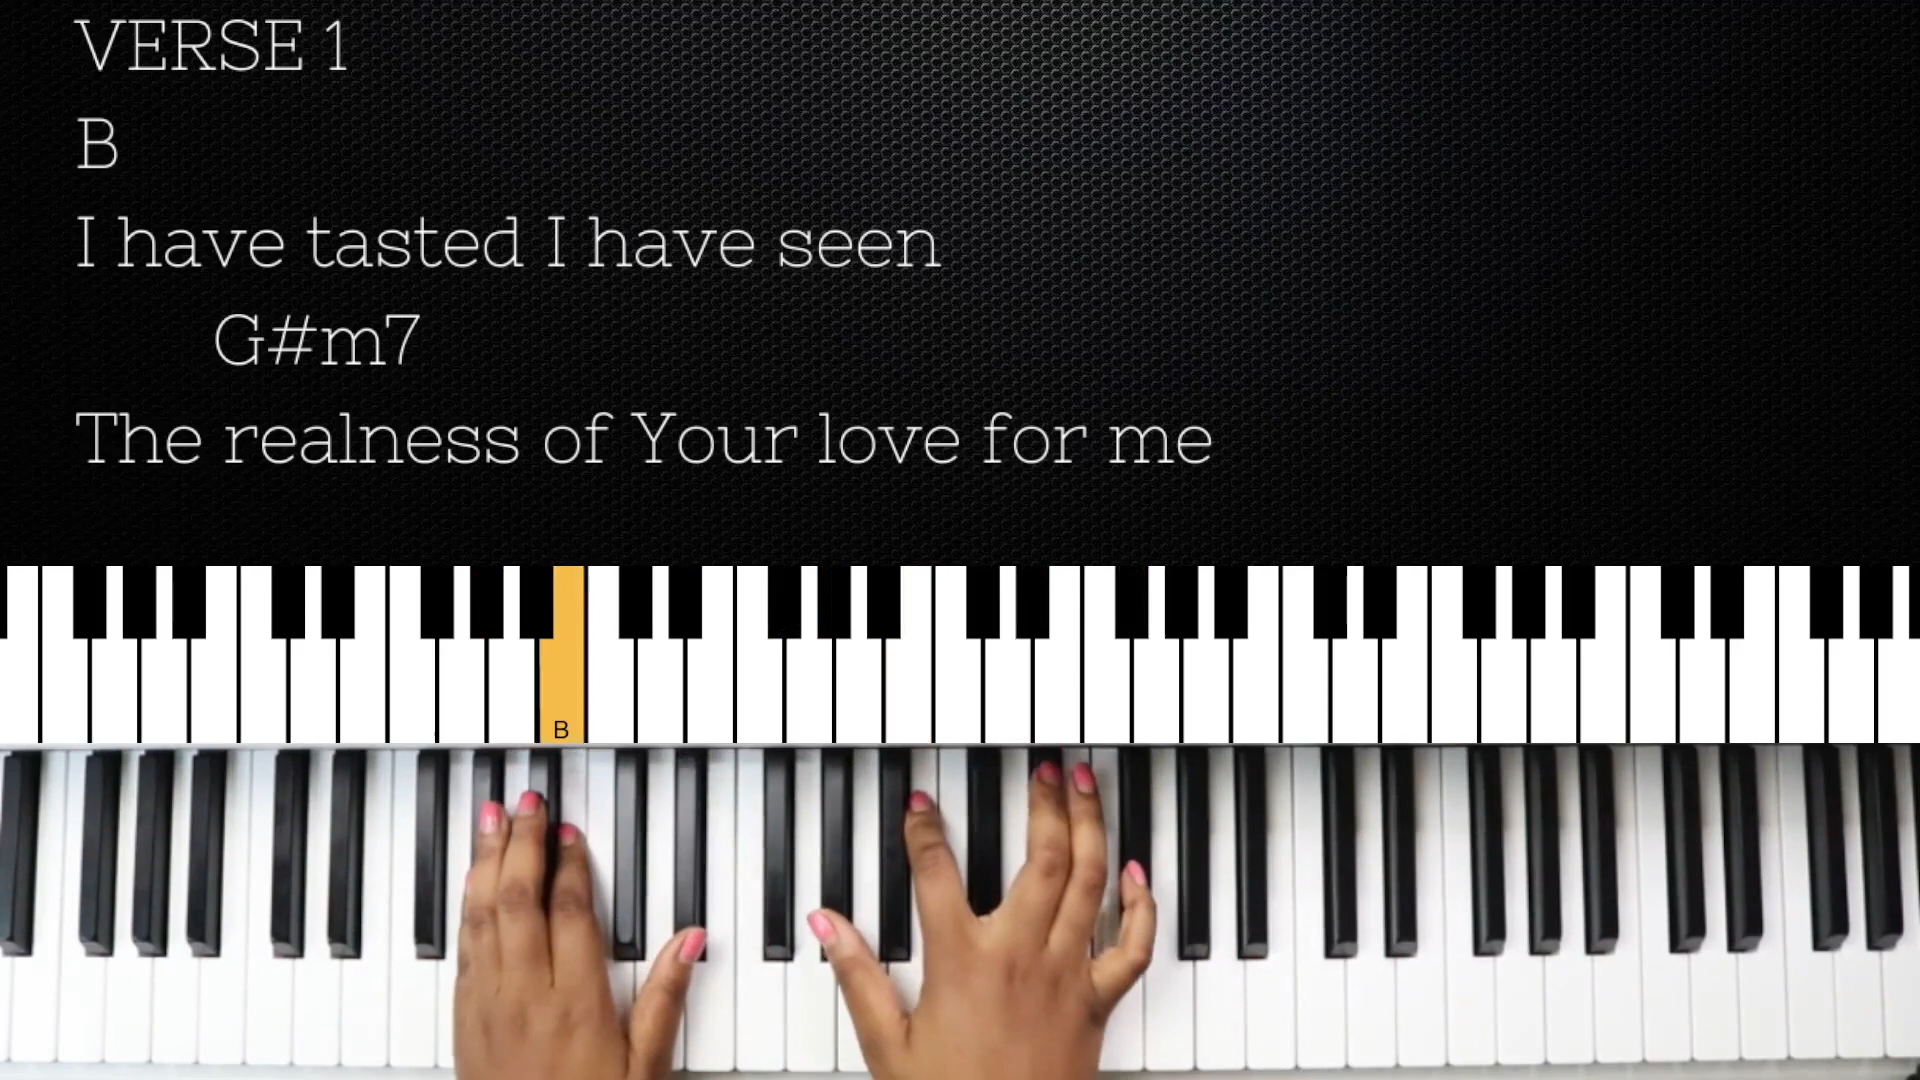 VERSE 1
B
I have tasted I have seen
G#m7
The realness of Your love for me
B